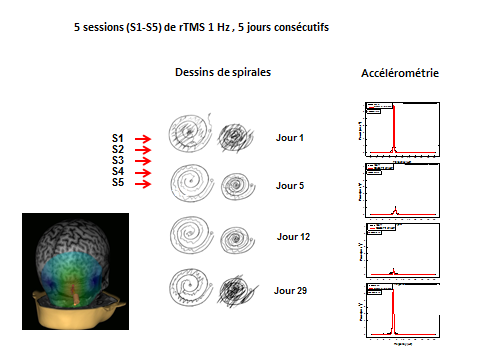 5 sessions (S1-S5) de rTMS 1 Hz , 5 jours consécutifs
Dessins de spirales
Accélérométrie
S1
S2
S3
S4
S5
Jour 1
Jour 5
Jour 12
Jour 29